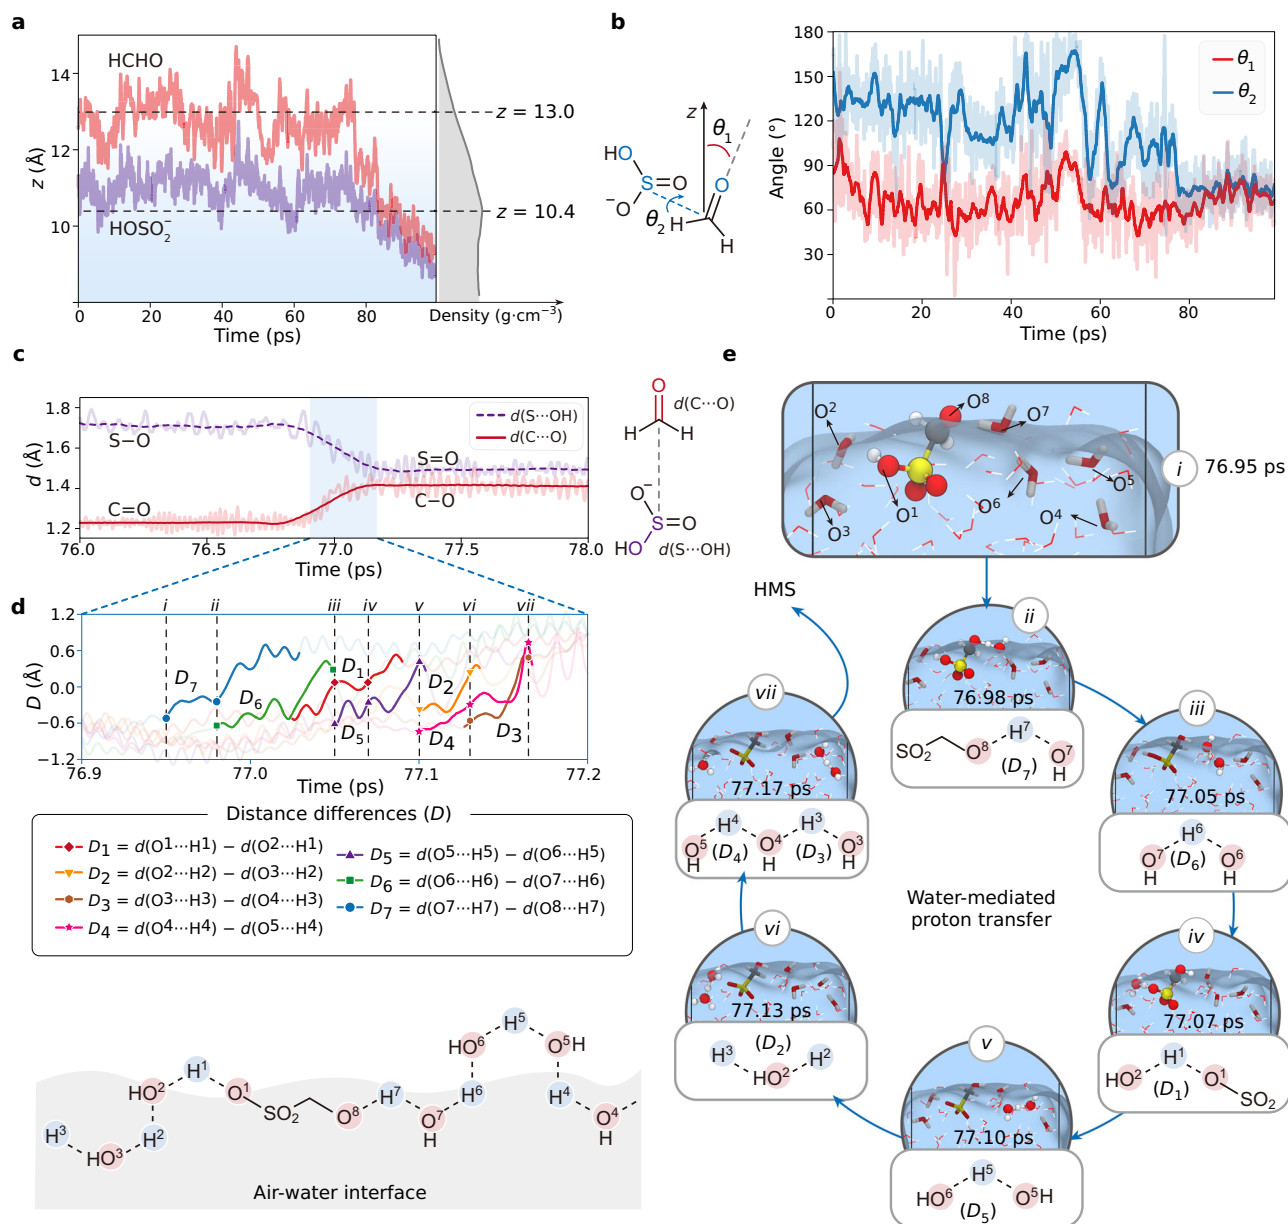 a
HCHO
HOSO₂⁻
z = 13.0
z = 10.4
14
12
10
z (Å)
0
20
40
60
80
Time (ps)
Density (g·cm⁻³)
b
HO
S
O
⁻O
z
θ₁
θ₂
O
H
H
180
150
120
90
60
30
Angle (°)
θ₁
θ₂
0
20
40
60
80
Time (ps)
c
1.8
1.6
1.4
1.2
d (Å)
S−O
C=O
S=O
C−O
d(S···OH)
d(C···O)
76.0
76.5
77.0
77.5
78.0
Time (ps)
O
d(C···O)
H
H
O⁻
S
O
HO
d(S···OH)
d
i
ii
iii
iv
v
vi
vii
1.2
0.6
0.0
−0.6
−1.2
D (Å)
D₇
D₆
D₁
D₅
D₂
D₄
D₃
76.9
77.0
77.1
77.2
Time (ps)
Distance differences (D)
D₁ = d(O¹···H¹) − d(O²···H¹)
D₂ = d(O²···H²) − d(O³···H²)
D₃ = d(O³···H³) − d(O⁴···H³)
D₄ = d(O⁴···H⁴) − d(O⁵···H⁴)
D₅ = d(O⁵···H⁵) − d(O⁶···H⁵)
D₆ = d(O⁶···H⁶) − d(O⁷···H⁶)
D₇ = d(O⁷···H⁷) − d(O⁸···H⁷)
H³
HO³
H²
HO²
H¹
O¹
SO₂
O⁸
H⁷
O⁷
H
H⁶
HO⁶
H⁵
O⁵H
H⁴
O⁴
H
Air-water interface
e
O²
O⁸
O⁷
O³
O¹
O⁶
O⁴
O⁵
i
76.95 ps
HMS
ii
76.98 ps
SO₂
O⁸
H⁷
O⁷
H
(D₇)
iii
77.05 ps
H⁶
O⁷
H
O⁶
H
(D₆)
Water-mediated
proton transfer
iv
77.07 ps
HO²
H¹
O¹
SO₂
(D₁)
v
77.10 ps
HO⁶
H⁵
O⁵H
(D₅)
vi
77.13 ps
(D₂)
H³
HO²
H²
vii
77.17 ps
H⁴
H³
O⁵
H
(D₄)
O⁴
H
(D₃)
O³
H